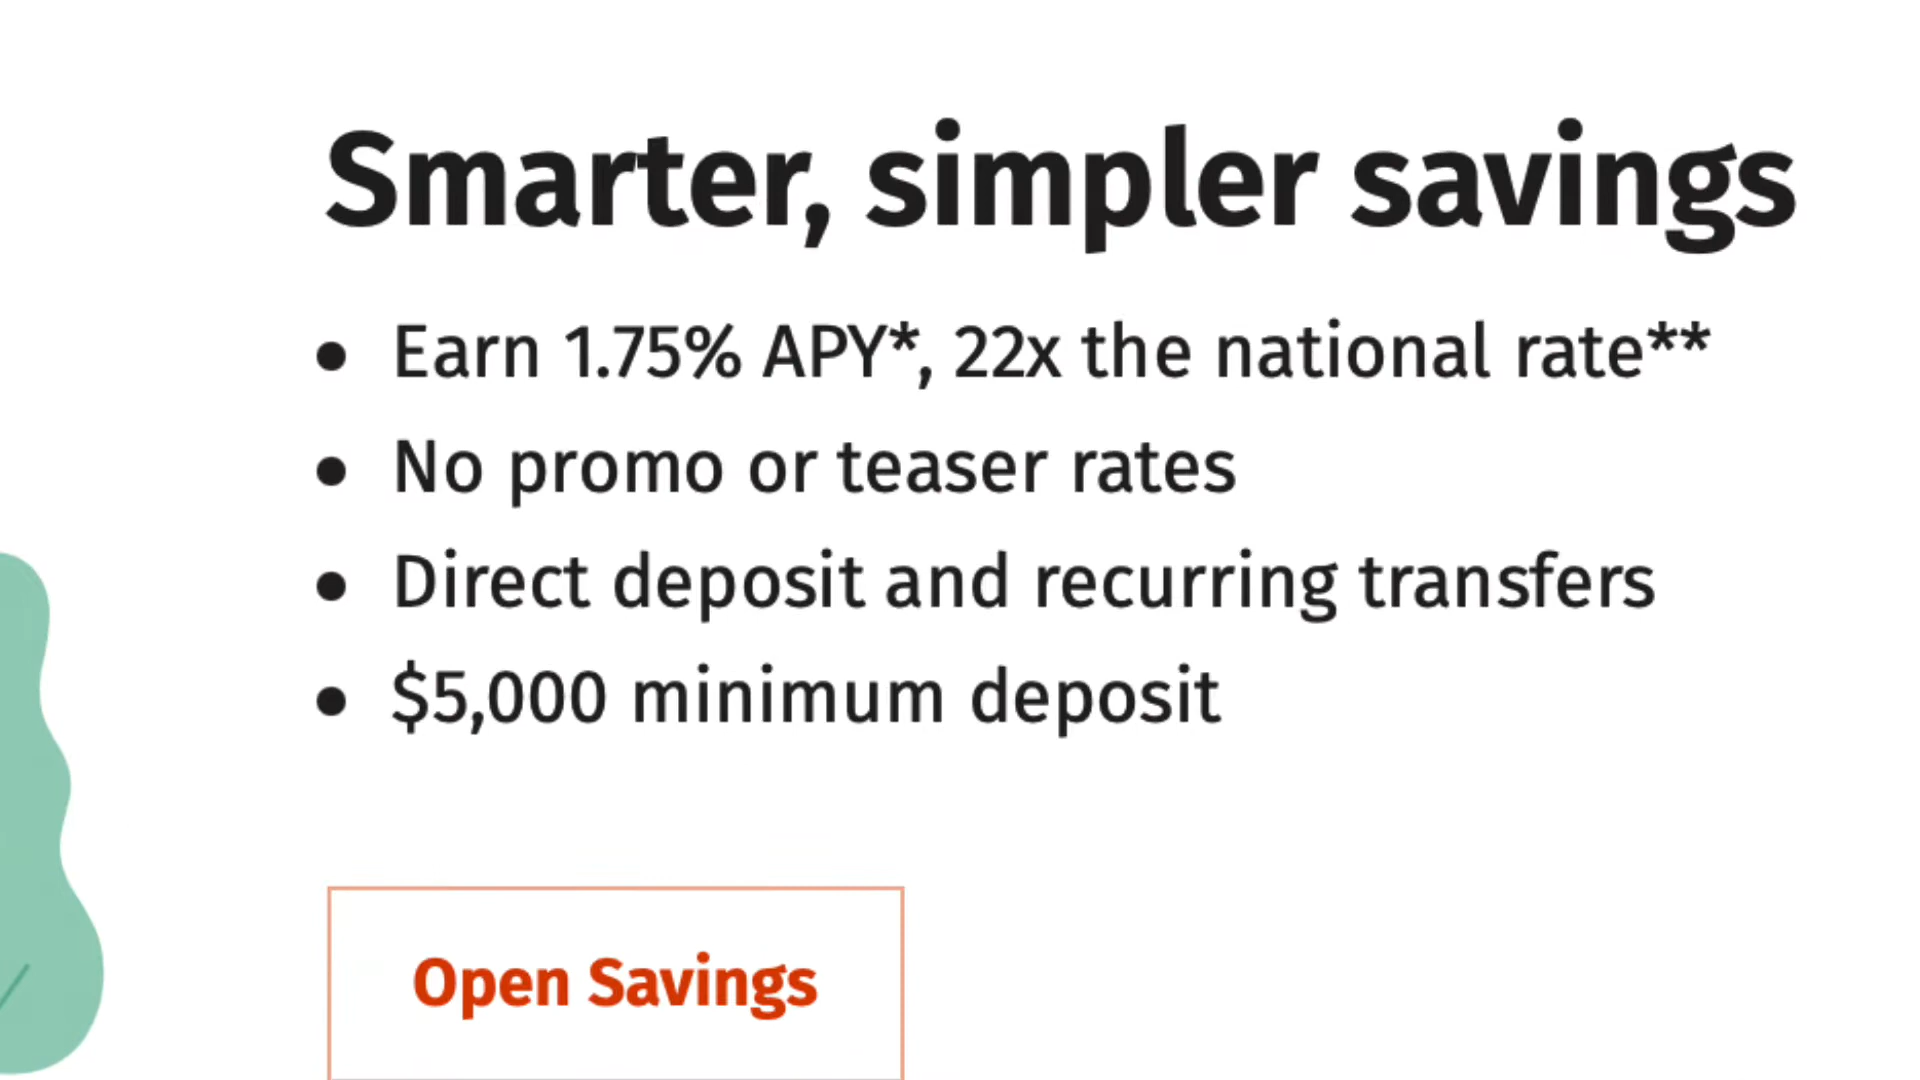 Smarter, simpler savings
• Earn 1.75% APY*, 22x the national rate**
• No promo or teaser rates
• Direct deposit and recurring transfers
• $5,000 minimum deposit
Open Savings